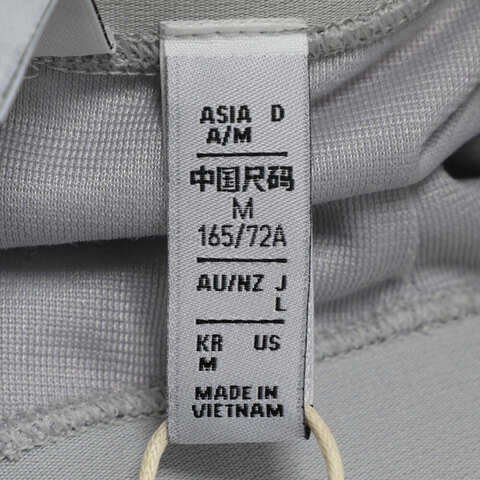 ASIA D
A/M
中国尺码
M
165/72A
AU/NZ J
L
KR US
M
MADE IN
VIETNAM